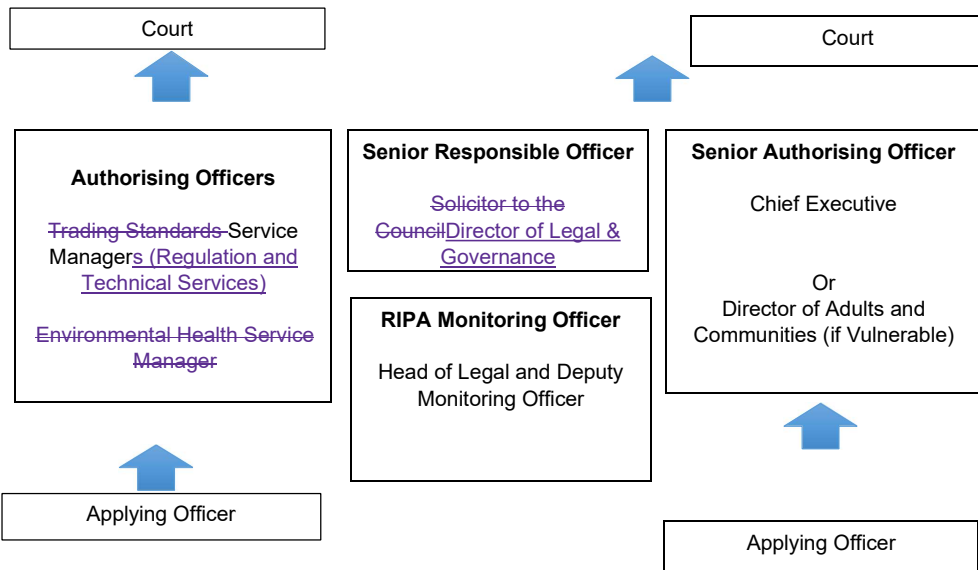 Court
Court
Authorising Officers
Trading Standards Service
Managers (Regulation and
Technical Services)
Environmental Health Service
Manager
Senior Responsible Officer
Solicitor to the
CouncilDirector of Legal &
Governance
RIPA Monitoring Officer
Head of Legal and Deputy
Monitoring Officer
Senior Authorising Officer
Chief Executive
Or
Director of Adults and
Communities (if Vulnerable)
Applying Officer
Applying Officer